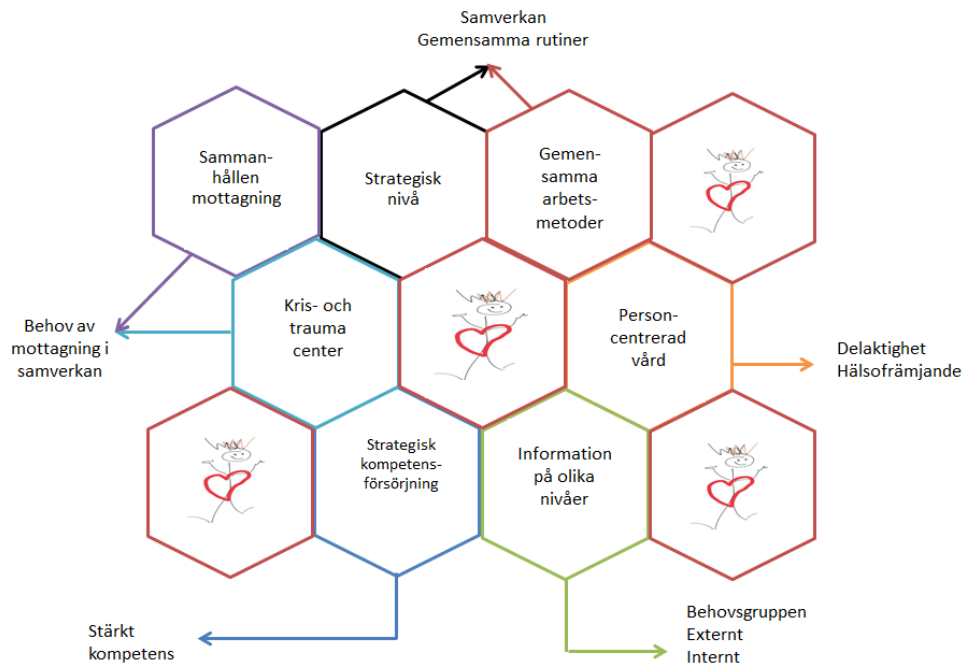 Samverkan
Gemensamma rutiner
Samman-
hållen
mottagning
Strategisk
nivå
Gemen-
samma
arbets-
metoder
Kris- och
trauma
center
Person-
centrerad
vård
Behov av
mottagning i
samverkan
Delaktighet
Hälsofrämjande
Strategisk
kompetens-
försörjning
Information
på olika
nivåer
Stärkt
kompetens
Behovsgruppen
Externt
Internt